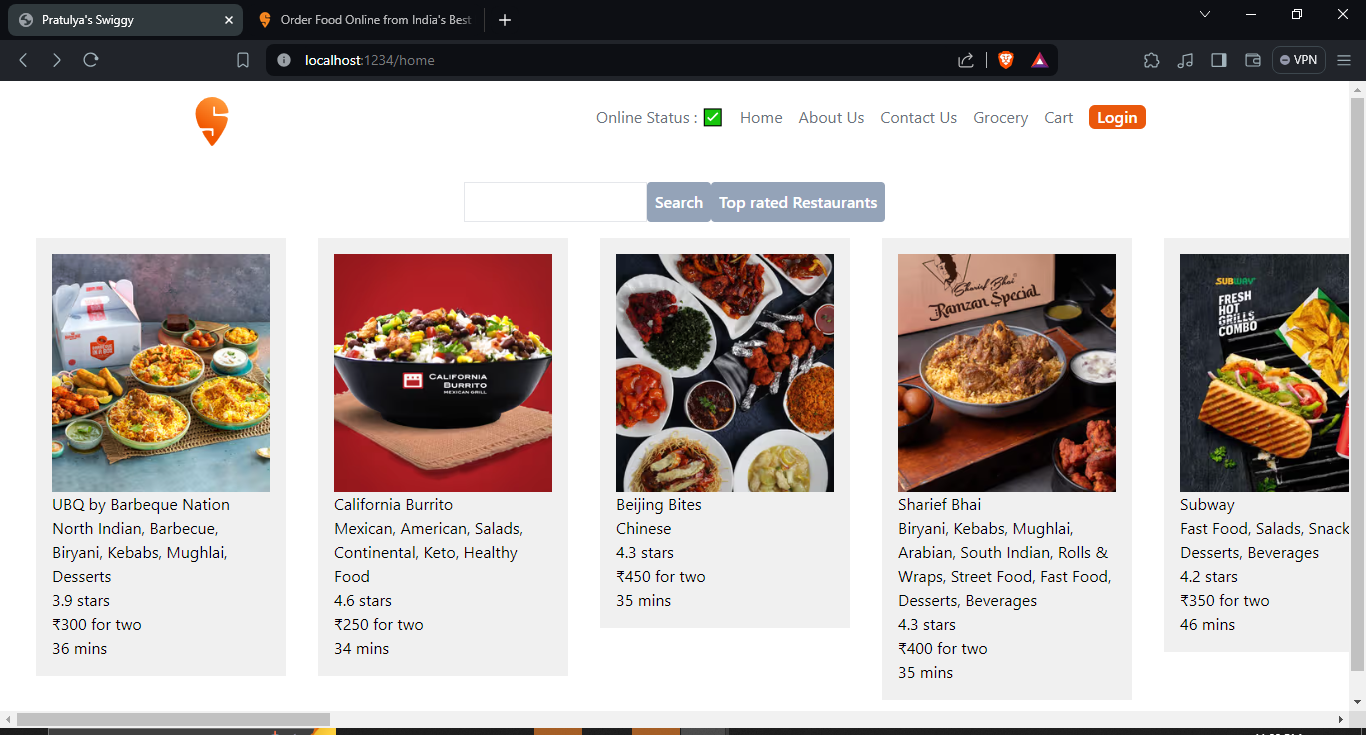 Pratulya's Swiggy
Order Food Online from India's Best
localhost:1234/home
VPN
Online Status :
Home
About Us
Contact Us
Grocery
Cart
Login
Search
Top rated Restaurants
CALIFORNIA
BURRITO
MEXICAN GRILL
Sharief Bhai
Ramzan Special
SUBWAY
FRESH
HOT
GRILLS
COMBO
UBQ by Barbeque Nation
North Indian, Barbecue,
Biryani, Kebabs, Mughlai,
Desserts
3.9 stars
₹300 for two
36 mins
California Burrito
Mexican, American, Salads,
Continental, Keto, Healthy
Food
4.6 stars
₹250 for two
34 mins
Beijing Bites
Chinese
4.3 stars
₹450 for two
35 mins
Sharief Bhai
Biryani, Kebabs, Mughlai,
Arabian, South Indian, Rolls &
Wraps, Street Food, Fast Food,
Desserts, Beverages
4.3 stars
₹400 for two
35 mins
Subway
Fast Food, Salads, Snack
Desserts, Beverages
4.2 stars
₹350 for two
46 mins